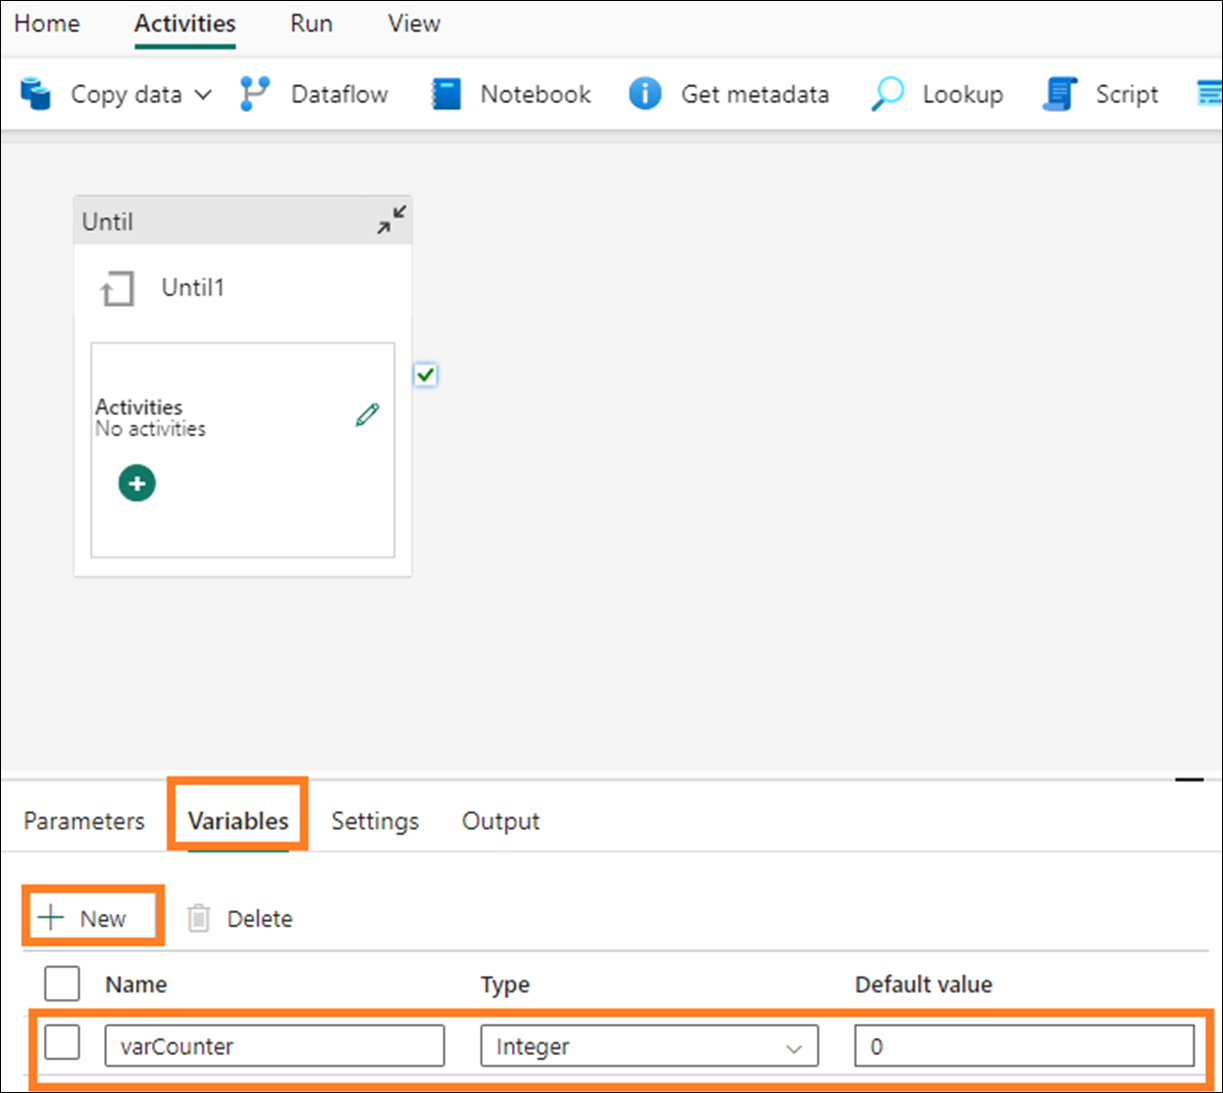 Home Activities Run View
Copy data Dataflow Notebook Get metadata Lookup Script
Until
Until1
Activities
No activities
Parameters Variables Settings Output
New Delete
Name Type Default value
varCounter Integer 0